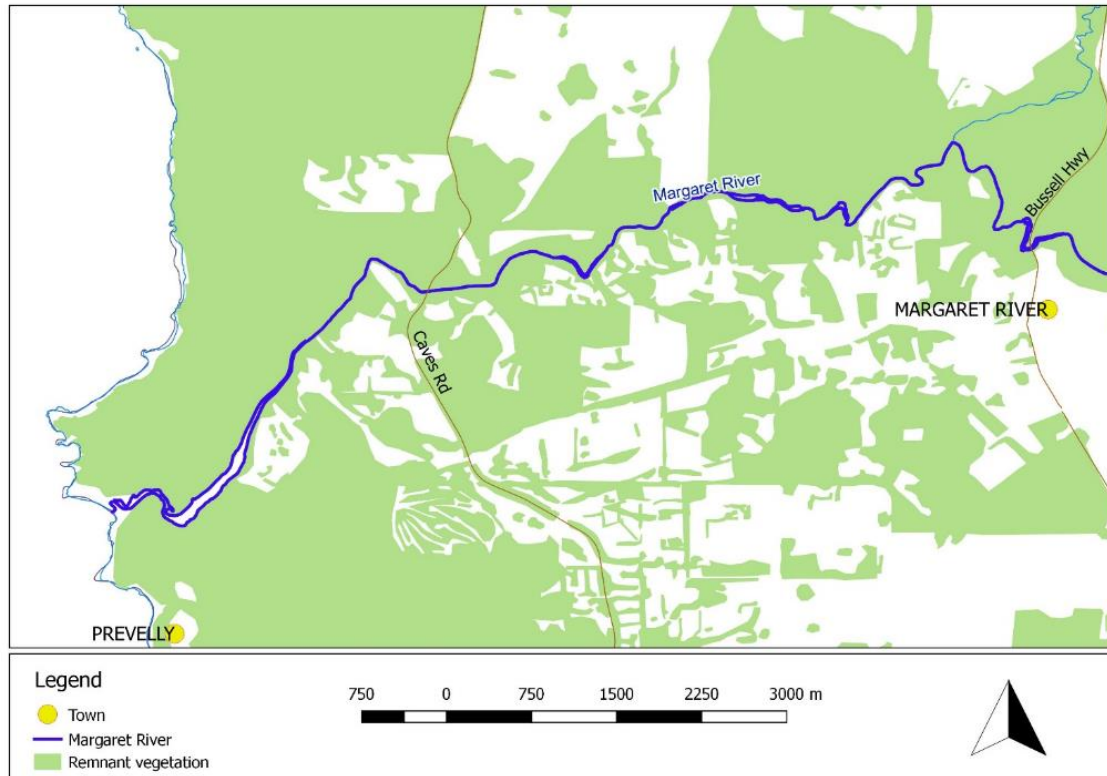 Margaret River
Bussell Hwy
MARGARET RIVER
Caves Rd
PREVELLY
Legend
Town
Margaret River
Remnant vegetation
750 0 750 1500 2250 3000 m